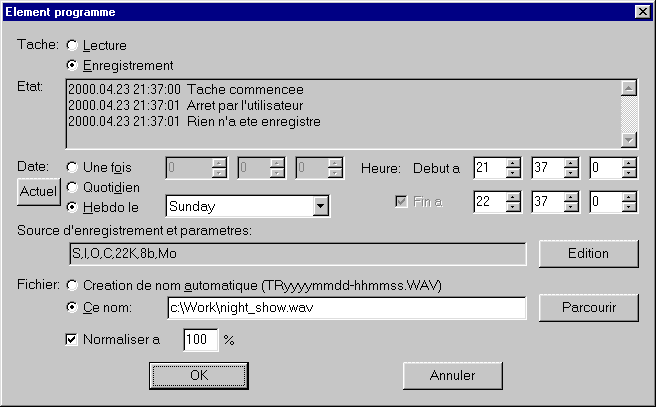 Element programme
Tache: Lecture
Enregistrement
Etat:
2000.04.23 21:37:00 Tache commencee
2000.04.23 21:37:01 Arret par l'utilisateur
2000.04.23 21:37:01 Rien n'a ete enregistre
Date: Une fois 0 0 0 Heure: Debut a 21 37 0
Actuel Quotidien
Hebdo le Sunday Fin a 22 37 0
Source d'enregistrement et parametres:
S,I,O,C,22K,8b,Mo Edition
Fichier: Creation de nom automatique (TRyyyymmdd-hhmmss.WAV)
Ce nom: c:\Work\night_show.wav Parcourir
Normaliser a 100 %
OK Annuler